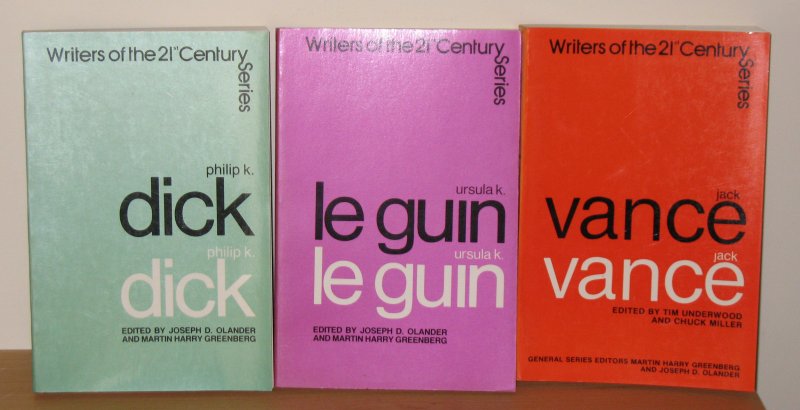 Writers of the 21st Century
Series
philip k.
dick
philip k.
dick
EDITED BY JOSEPH D. OLANDER
AND MARTIN HARRY GREENBERG
Writers of the 21st Century
Series
ursula k.
le guin
ursula k.
le guin
EDITED BY JOSEPH D. OLANDER
AND MARTIN HARRY GREENBERG
Writers of the 21st Century
Series
jack
vance
jack
vance
EDITED BY TIM UNDERWOOD
AND CHUCK MILLER
GENERAL SERIES EDITORS MARTIN HARRY GREENBERG
AND JOSEPH D. OLANDER